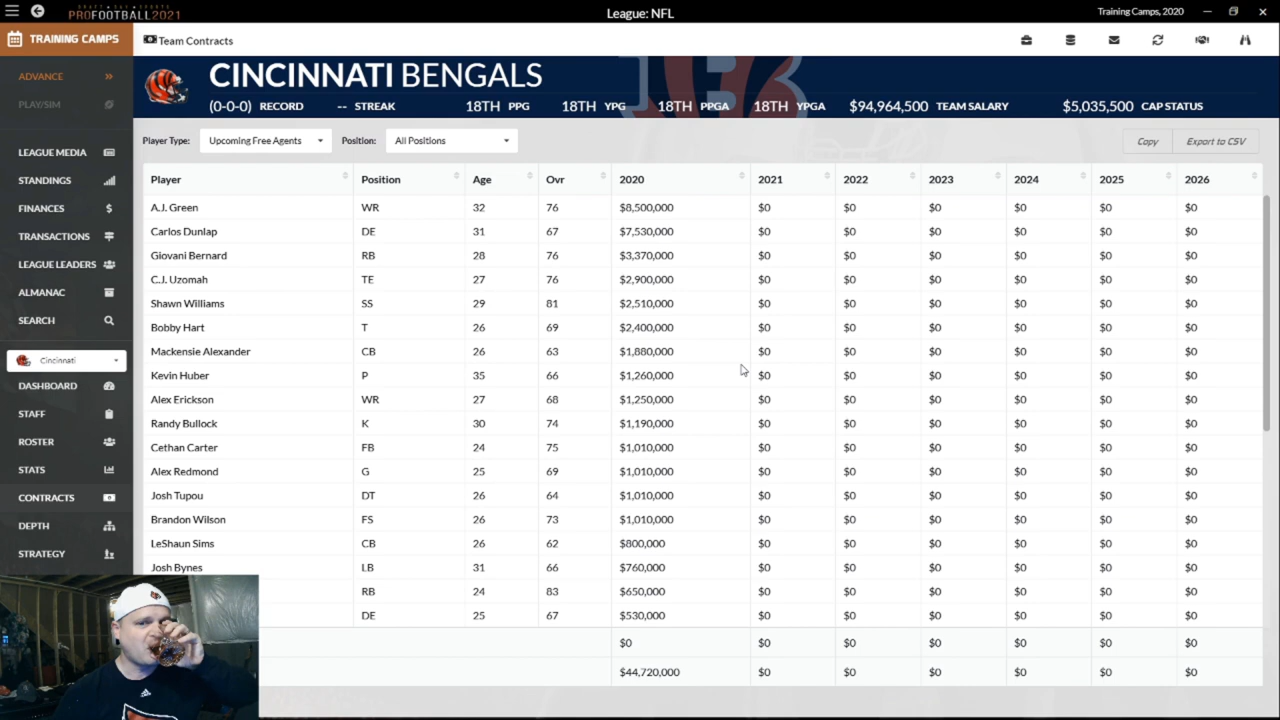 DRAFT DAY SPORTS
PROFOOTBALL2021
League: NFL
Training Camps, 2020
TRAINING CAMPS
Team Contracts
ADVANCE
PLAY/SIM
LEAGUE MEDIA
STANDINGS
FINANCES
TRANSACTIONS
LEAGUE LEADERS
ALMANAC
SEARCH
Cincinnati
DASHBOARD
STAFF
ROSTER
STATS
CONTRACTS
DEPTH
STRATEGY
CINCINNATI BENGALS
(0-0-0) RECORD -- STREAK 18TH PPG 18TH YPG 18TH PPGA 18TH YPGA $94,964,500 TEAM SALARY $5,035,500 CAP STATUS
Player Type: Upcoming Free Agents Position: All Positions Copy Export to CSV
Player Position Age Ovr 2020 2021 2022 2023 2024 2025 2026
A.J. Green WR 32 76 $8,500,000 $0 $0 $0 $0 $0 $0
Carlos Dunlap DE 31 67 $7,530,000 $0 $0 $0 $0 $0 $0
Giovani Bernard RB 28 76 $3,370,000 $0 $0 $0 $0 $0 $0
C.J. Uzomah TE 27 76 $2,900,000 $0 $0 $0 $0 $0 $0
Shawn Williams SS 29 81 $2,510,000 $0 $0 $0 $0 $0 $0
Bobby Hart T 26 69 $2,400,000 $0 $0 $0 $0 $0 $0
Mackensie Alexander CB 26 63 $1,880,000 $0 $0 $0 $0 $0 $0
Kevin Huber P 35 66 $1,260,000 $0 $0 $0 $0 $0 $0
Alex Erickson WR 27 68 $1,250,000 $0 $0 $0 $0 $0 $0
Randy Bullock K 30 74 $1,190,000 $0 $0 $0 $0 $0 $0
Cethan Carter FB 24 75 $1,010,000 $0 $0 $0 $0 $0 $0
Alex Redmond G 25 69 $1,010,000 $0 $0 $0 $0 $0 $0
Josh Tupou DT 26 64 $1,010,000 $0 $0 $0 $0 $0 $0
Brandon Wilson FS 26 73 $1,010,000 $0 $0 $0 $0 $0 $0
LeShaun Sims CB 26 62 $800,000 $0 $0 $0 $0 $0 $0
Josh Bynes LB 31 66 $760,000 $0 $0 $0 $0 $0 $0
RB 24 83 $650,000 $0 $0 $0 $0 $0 $0
DE 25 67 $530,000 $0 $0 $0 $0 $0 $0
$0 $0 $0 $0 $0 $0 $0
$44,720,000 $0 $0 $0 $0 $0 $0